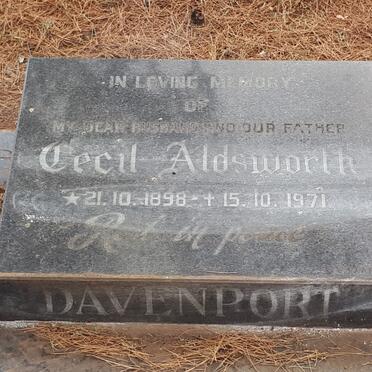 IN LOVING MEMORY
OF
MY DEAR HUSBAND AND OUR FATHER
Cecil Aldsworth
★21.10.1898 - + 15.10.1971
Rest in peace
DAVENPORT